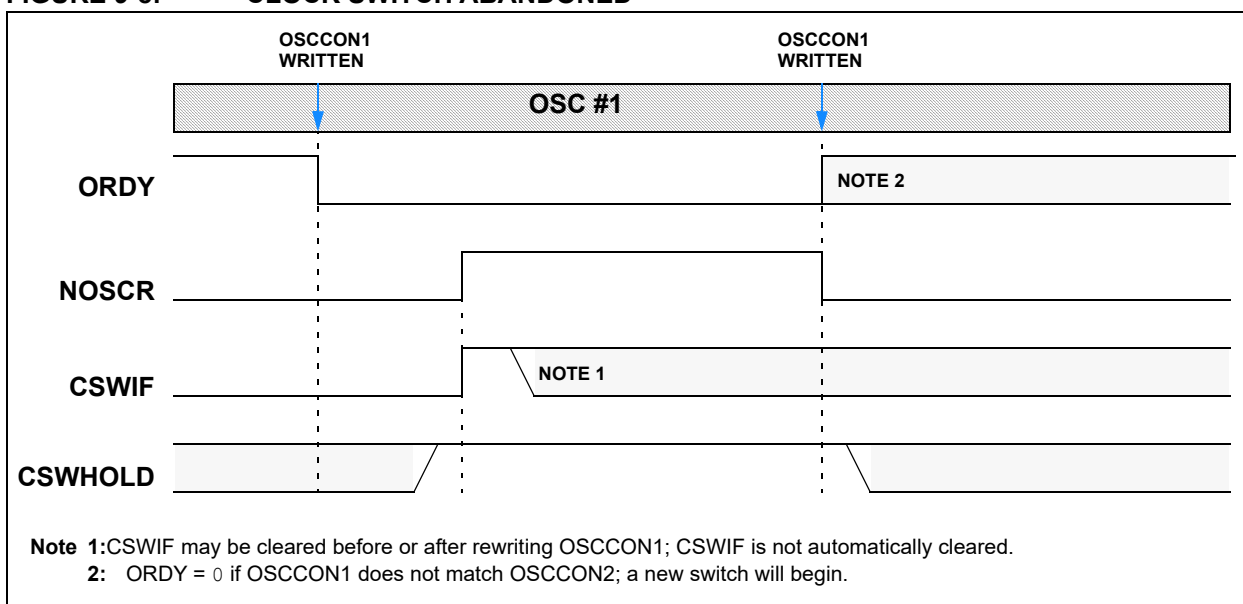 OSCCON1
WRITTEN
OSCCON1
WRITTEN
OSC #1
ORDY
NOTE 2
NOSCR
CSWIF
NOTE 1
CSWHOLD
Note 1:CSWIF may be cleared before or after rewriting OSCCON1; CSWIF is not automatically cleared.
2: ORDY = 0 if OSCCON1 does not match OSCCON2; a new switch will begin.